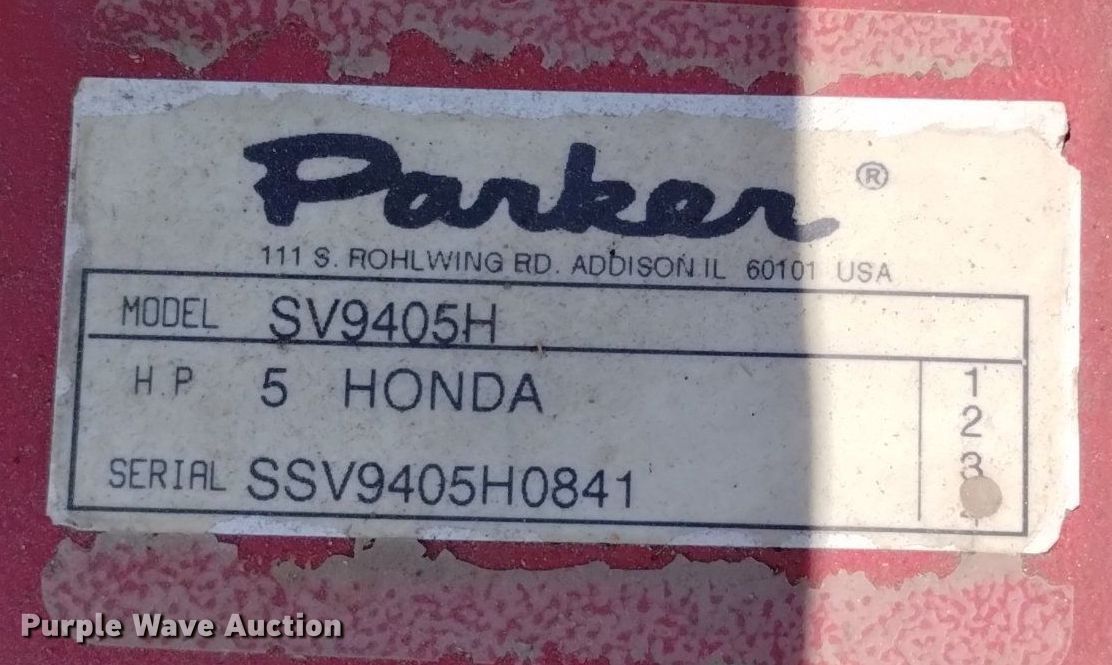 Parker ®
111 S. ROHLWING RD. ADDISON IL 60101 USA
MODEL SV9405H
HP 5 HONDA
1
2
3
SERIAL SSV9405H0841
Purple Wave Auction